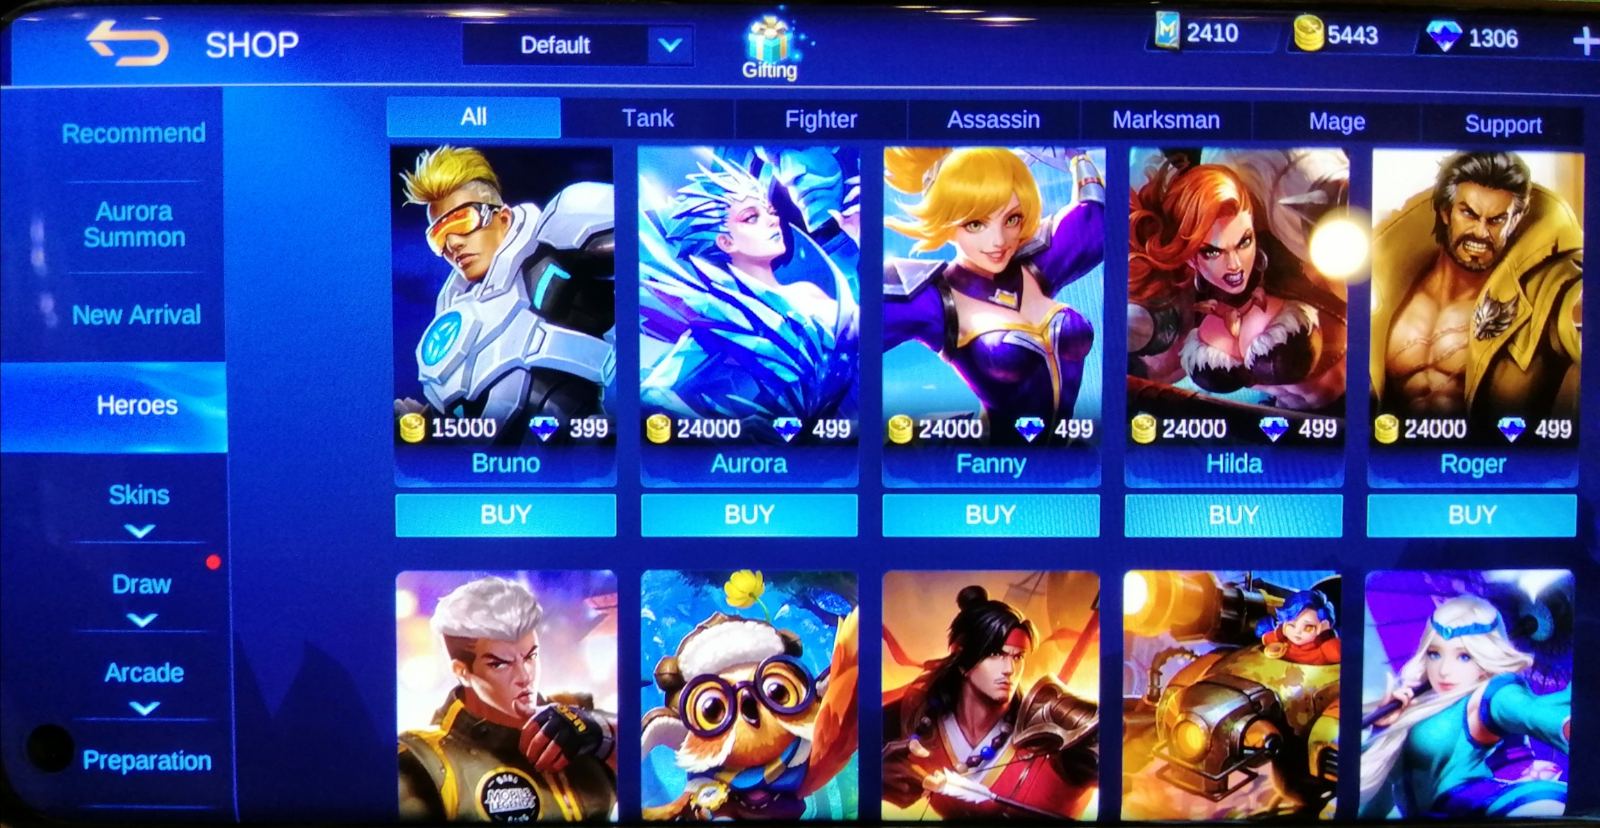 SHOP
Default
Gifting
2410
5443
1306
Recommend
Aurora
Summon
New Arrival
Heroes
Skins
Draw
Arcade
Preparation
All
Tank
Fighter
Assassin
Marksman
Mage
Support
15000 399
24000 499
24000 499
24000 499
24000 499
Bruno
Aurora
Fanny
Hilda
Roger
BUY
BUY
BUY
BUY
BUY
MOBILE
LEGENDS